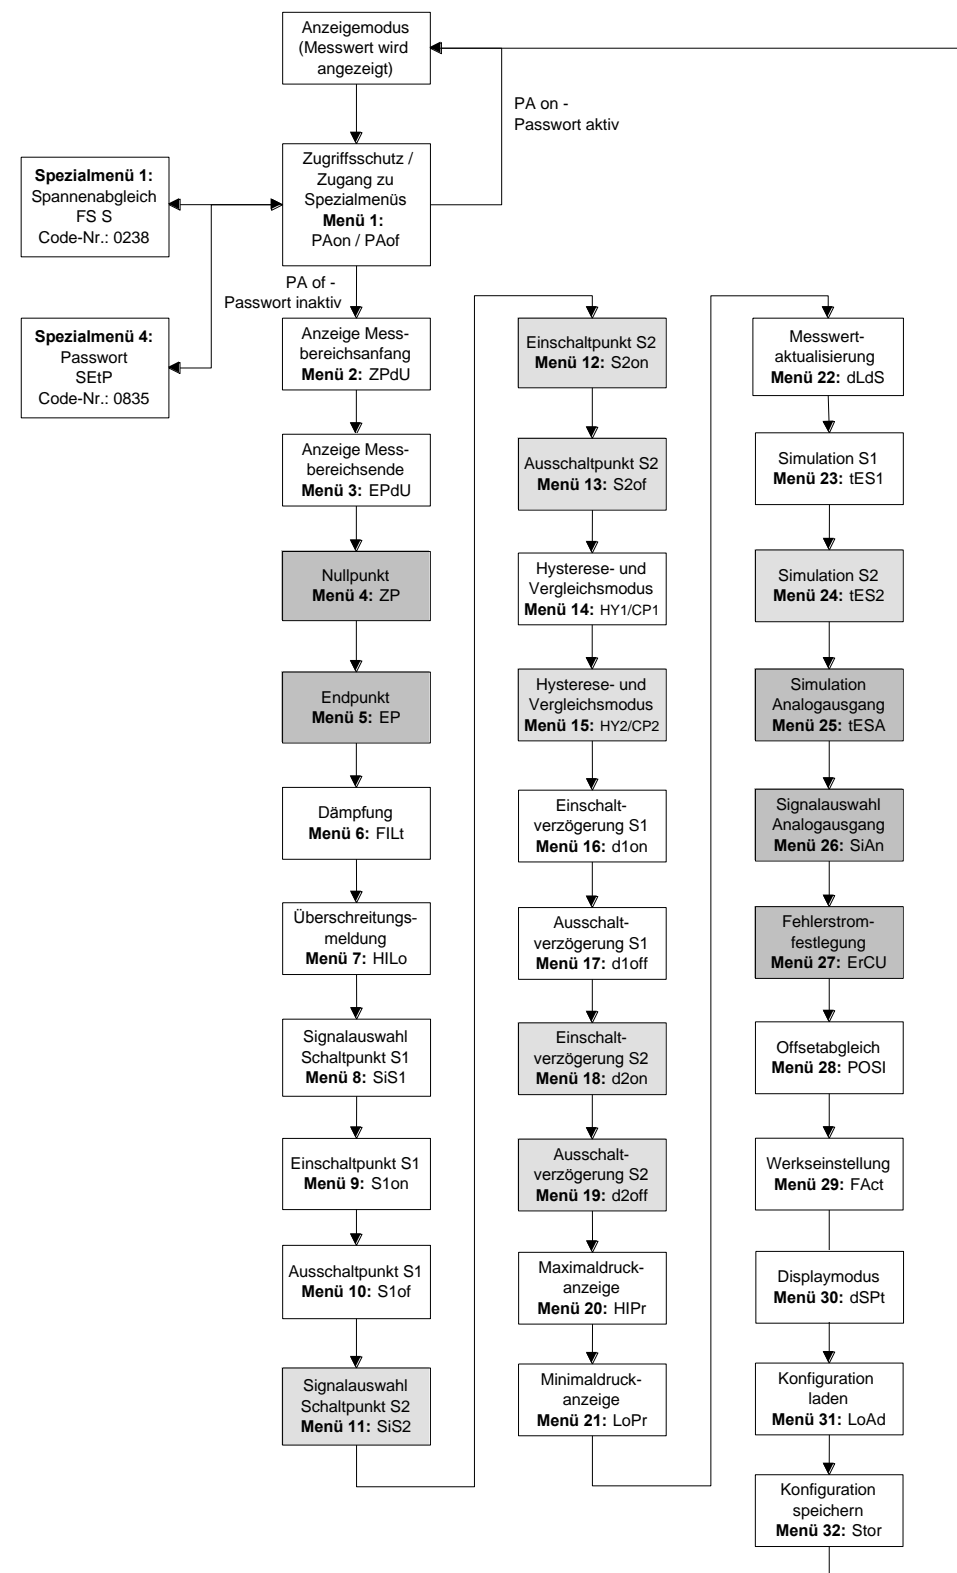 Anzeigemodus
(Messwert wird
angezeigt)
PA on -
Passwort aktiv
Zugriffsschutz /
Zugang zu
Spezialmenüs
Menü 1:
PAon / PAof
Spezialmenü 1:
Spannenabgleich
FS S
Code-Nr.: 0238
PA of -
Passwort inaktiv
Spezialmenü 4:
Passwort
SEtP
Code-Nr.: 0835
Anzeige Mess-
bereichsanfang
Menü 2: ZPdU
Anzeige Mess-
bereichsende
Menü 3: EPdU
Nullpunkt
Menü 4: ZP
Endpunkt
Menü 5: EP
Dämpfung
Menü 6: FILt
Überschreitungs-
meldung
Menü 7: HILo
Signalauswahl
Schaltpunkt S1
Menü 8: SiS1
Einschaltpunkt S1
Menü 9: S1on
Ausschaltpunkt S1
Menü 10: S1of
Signalauswahl
Schaltpunkt S2
Menü 11: SiS2
Einschaltpunkt S2
Menü 12: S2on
Ausschaltpunkt S2
Menü 13: S2of
Hysterese- und
Vergleichsmodus
Menü 14: HY1/CP1
Hysterese- und
Vergleichsmodus
Menü 15: HY2/CP2
Einschalt-
verzögerung S1
Menü 16: d1on
Ausschalt-
verzögerung S1
Menü 17: d1off
Einschalt-
verzögerung S2
Menü 18: d2on
Ausschalt-
verzögerung S2
Menü 19: d2off
Maximaldruck-
anzeige
Menü 20: HIPr
Minimaldruck-
anzeige
Menü 21: LoPr
Messwert-
aktualisierung
Menü 22: dLdS
Simulation S1
Menü 23: tES1
Simulation S2
Menü 24: tES2
Simulation
Analogausgang
Menü 25: tESA
Signalauswahl
Analogausgang
Menü 26: SiAn
Fehlerstrom-
festlegung
Menü 27: ErCU
Offsetabgleich
Menü 28: POSI
Werkseinstellung
Menü 29: FAct
Displaymodus
Menü 30: dSPt
Konfiguration
laden
Menü 31: LoAd
Konfiguration
speichern
Menü 32: Stor